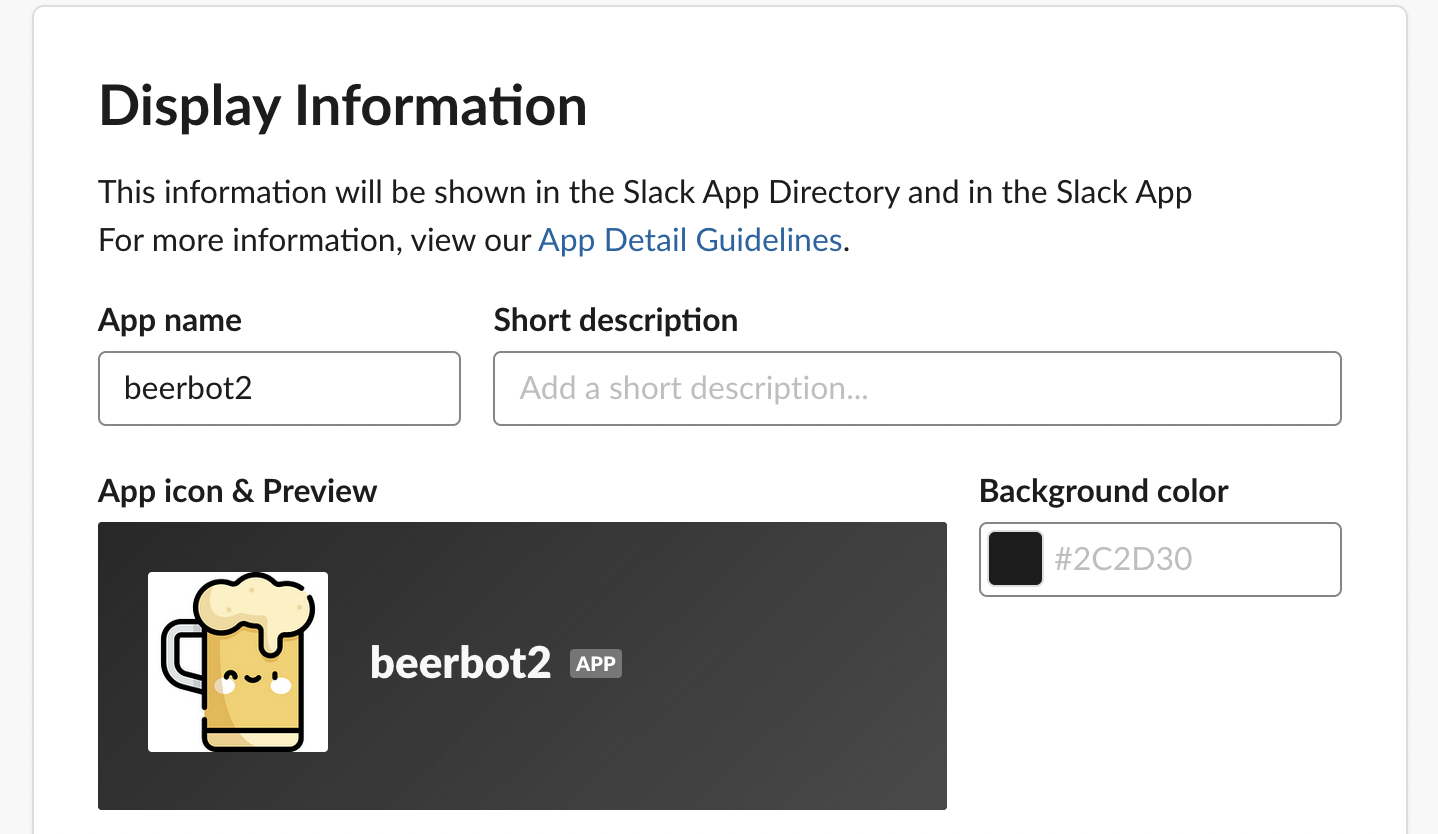 Display Information
This information will be shown in the Slack App Directory and in the Slack App
For more information, view our App Detail Guidelines.
App name
Short description
beerbot2
Add a short description...
App icon & Preview
Background color
#2C2D30
beerbot2 APP